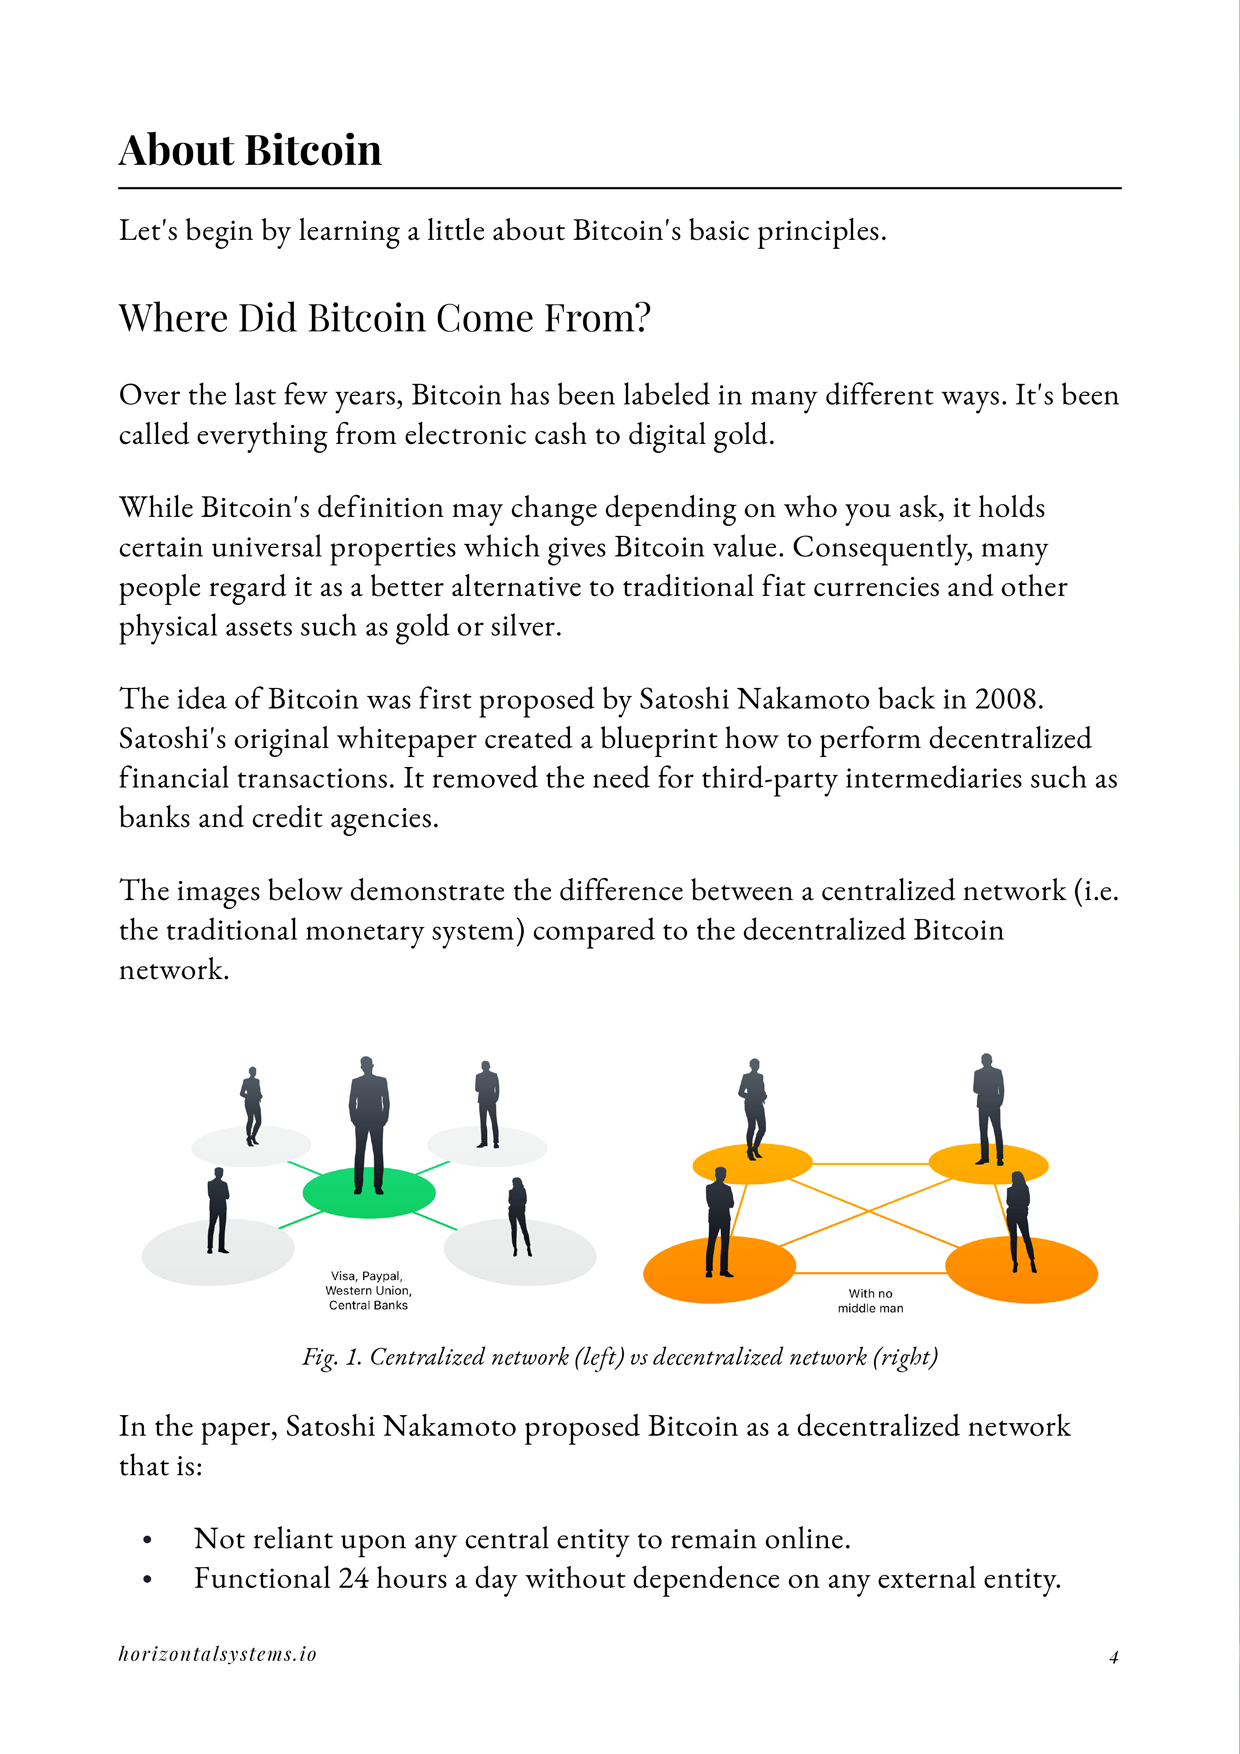 About Bitcoin
Let's begin by learning a little about Bitcoin's basic principles.
Where Did Bitcoin Come From?
Over the last few years, Bitcoin has been labeled in many different ways. It's been
called everything from electronic cash to digital gold.
While Bitcoin's definition may change depending on who you ask, it holds
certain universal properties which gives Bitcoin value. Consequently, many
people regard it as a better alternative to traditional fiat currencies and other
physical assets such as gold or silver.
The idea of Bitcoin was first proposed by Satoshi Nakamoto back in 2008.
Satoshi's original whitepaper created a blueprint how to perform decentralized
financial transactions. It removed the need for third-party intermediaries such as
banks and credit agencies.
The images below demonstrate the difference between a centralized network (i.e.
the traditional monetary system) compared to the decentralized Bitcoin
network.
Visa, Paypal,
Western Union,
Central Banks
With no
middle man
Fig. 1. Centralized network (left) vs decentralized network (right)
In the paper, Satoshi Nakamoto proposed Bitcoin as a decentralized network
that is:
• Not reliant upon any central entity to remain online.
• Functional 24 hours a day without dependence on any external entity.
horizontalsystems.io 4